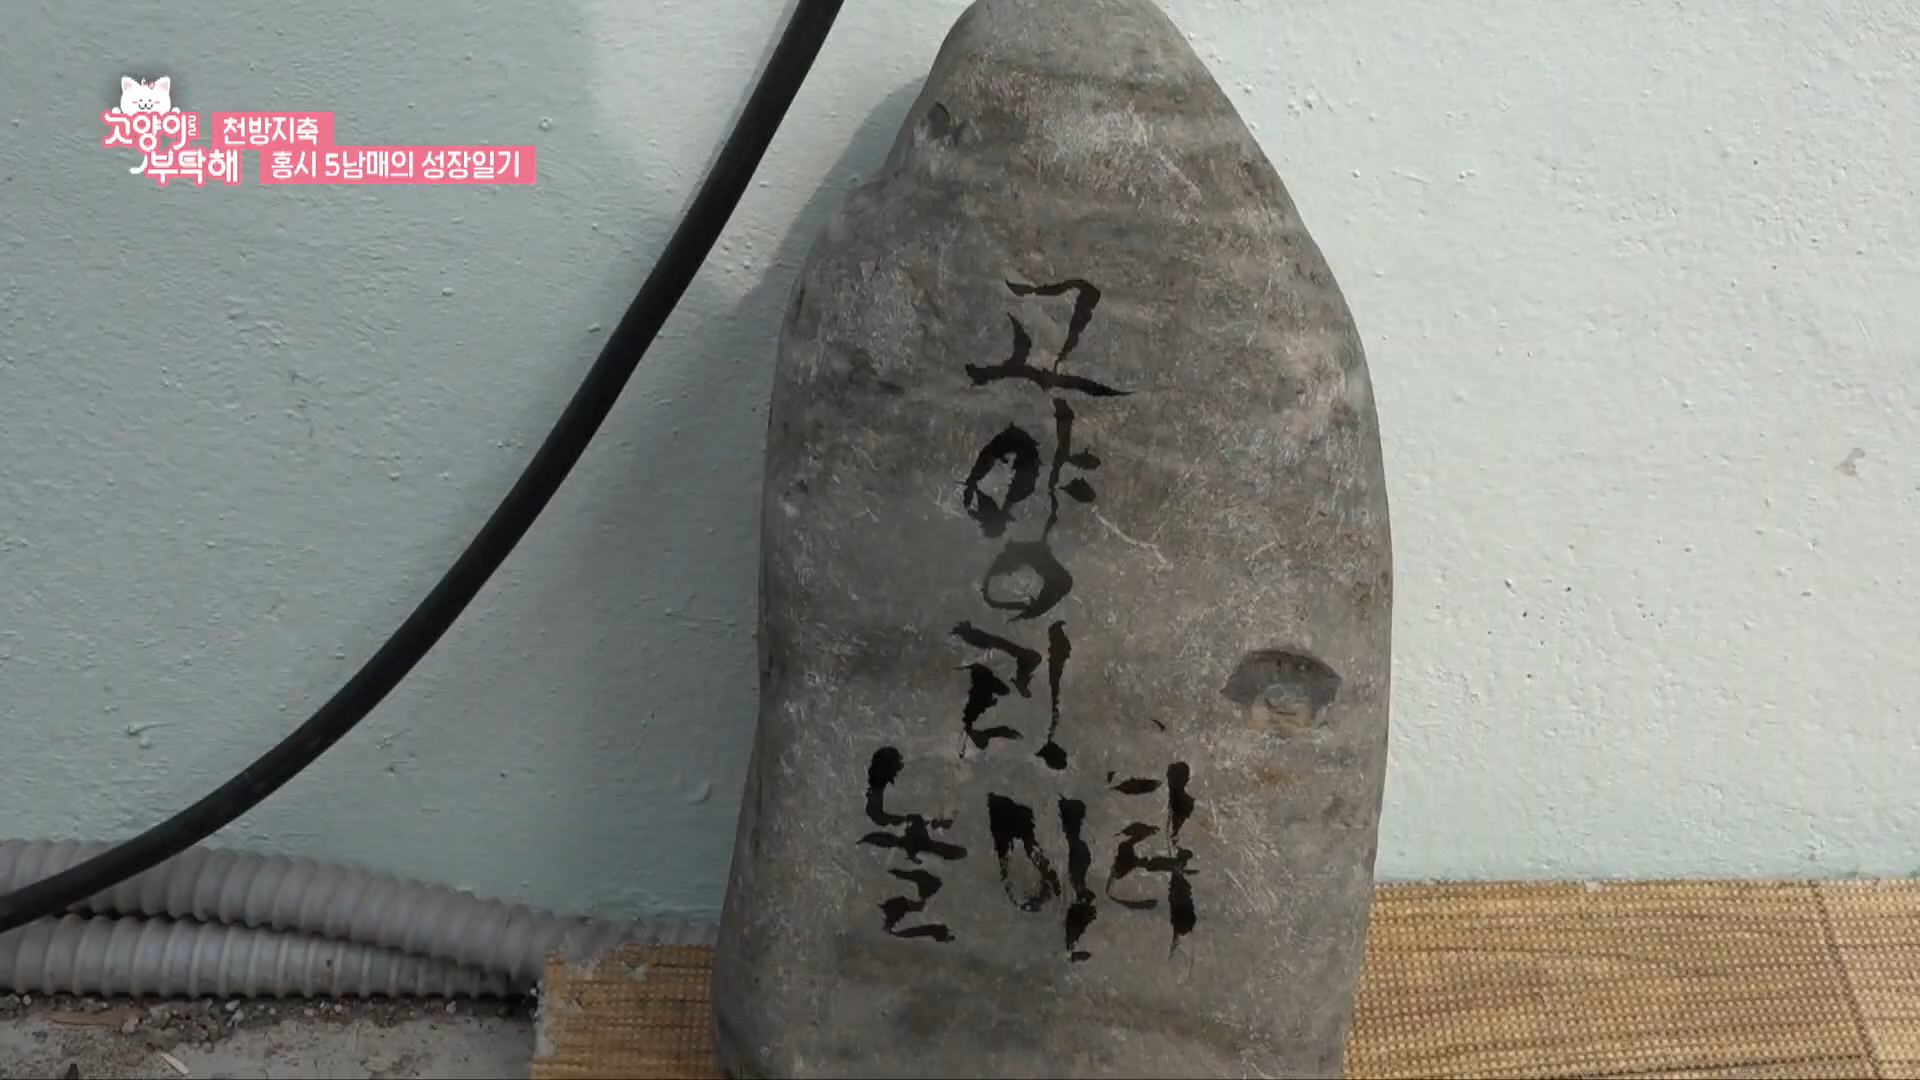 고양이를 천방지축
부탁해 홍시 5남매의 성장일기
고
양
리
놀이터